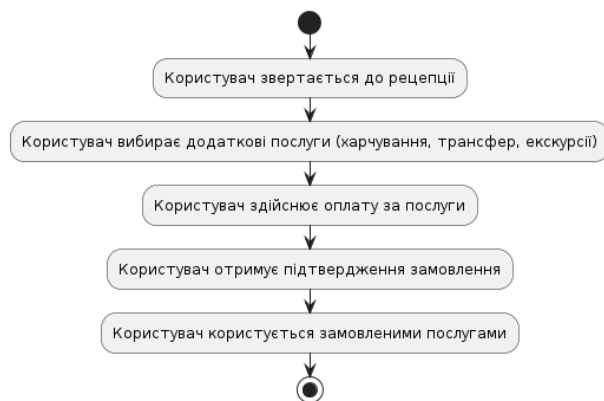 Користувач звертається до рецепції
Користувач вибирає додаткові послуги (харчування, трансфер, екскурсії)
Користувач здійснює оплату за послуги
Користувач отримує підтвердження замовлення
Користувач користується замовленими послугами